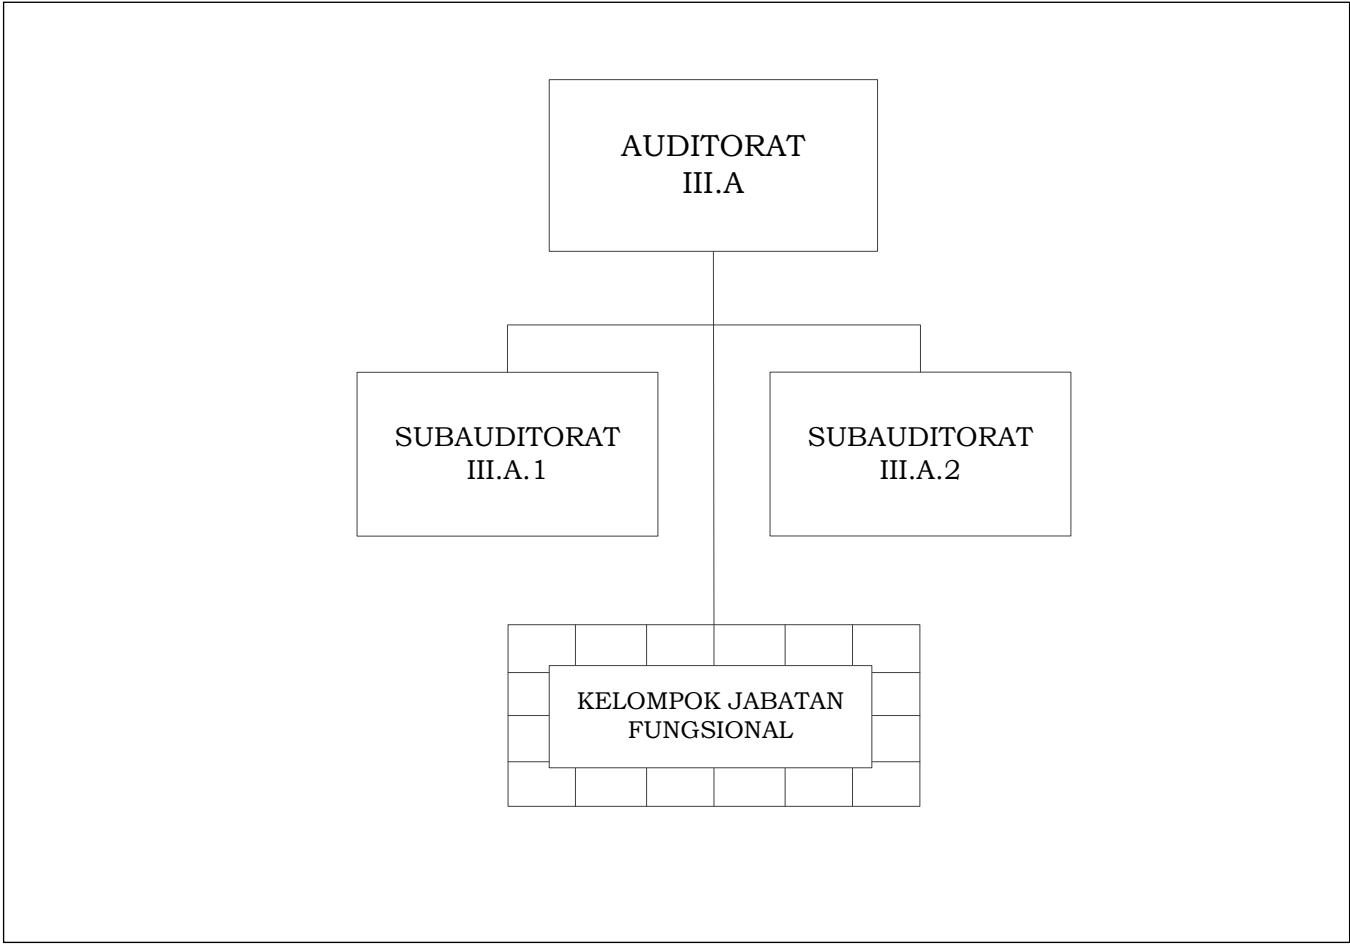 AUDITORAT
III.A
SUBAUDITORAT
III.A.1
SUBAUDITORAT
III.A.2
KELOMPOK JABATAN
FUNGSIONAL